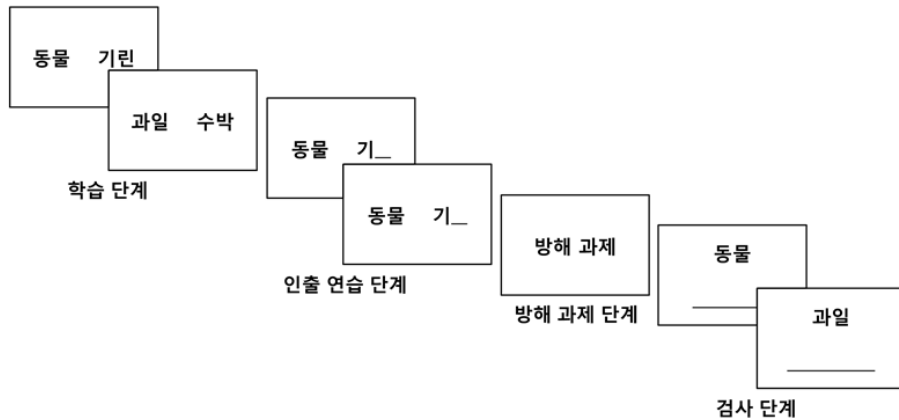 동물 기린
과일 수박
학습 단계
동물 기__
동물 기__
인출 연습 단계
방해 과제
방해 과제 단계
동물
과일
검사 단계